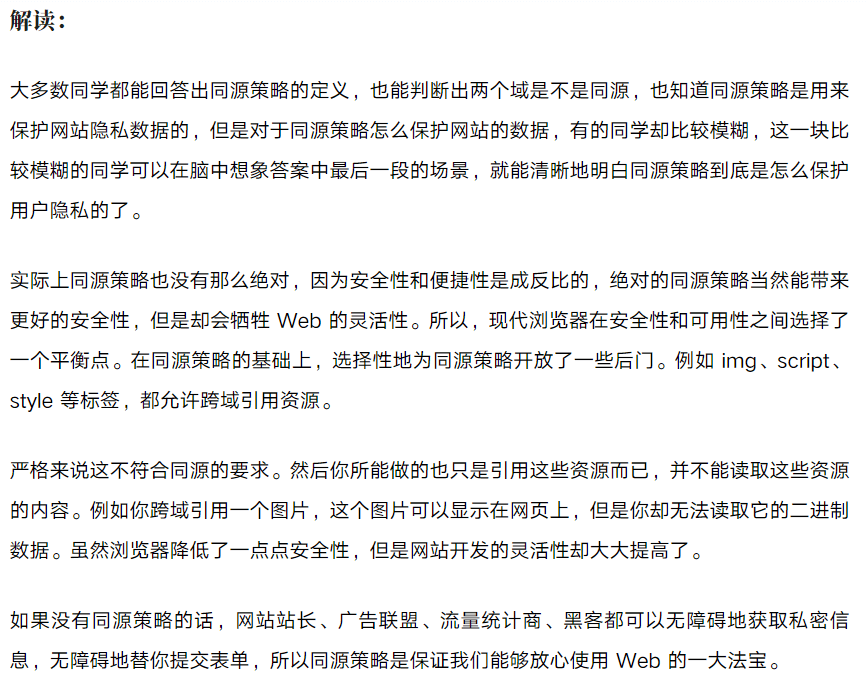 解读：
大多数同学都能回答出同源策略的定义，也能判断出两个域是不是同源，也知道同源策略是用来
保护网站隐私数据的，但是对于同源策略怎么保护网站的数据，有的同学却比较模糊，这一块比
较模糊的同学可以在脑中想象答案中最后一段的场景，就能清晰地明白同源策略到底是怎么保护
用户隐私的了。
实际上同源策略也没有那么绝对，因为安全性和便捷性是成反比的，绝对的同源策略当然能带来
更好的安全性，但是却会牺牲 Web 的灵活性。所以，现代浏览器在安全性和可用性之间选择了
一个平衡点。在同源策略的基础上，选择性地为同源策略开放了一些后门。例如 img、script、
style 等标签，都允许跨域引用资源。
严格来说这不符合同源的要求。然后你所能做的也只是引用这些资源而已，并不能读取这些资源
的内容。例如你跨域引用一个图片，这个图片可以显示在网页上，但是你却无法读取它的二进制
数据。虽然浏览器降低了一点点安全性，但是网站开发的灵活性却大大提高了。
如果没有同源策略的话，网站站长、广告联盟、流量统计商、黑客都可以无障碍地获取私密信
息，无障碍地替你提交表单，所以同源策略是保证我们能够放心使用 Web 的一大法宝。